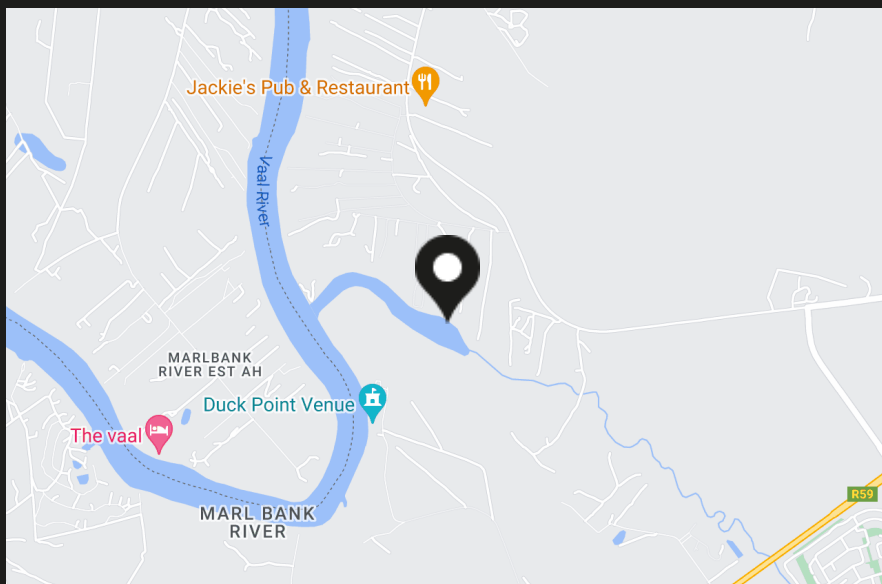 Jackie's Pub & Restaurant
Vaal River
MARLBANK
RIVER EST AH
Duck Point Venue
The vaal
R59
MARL BANK
RIVER